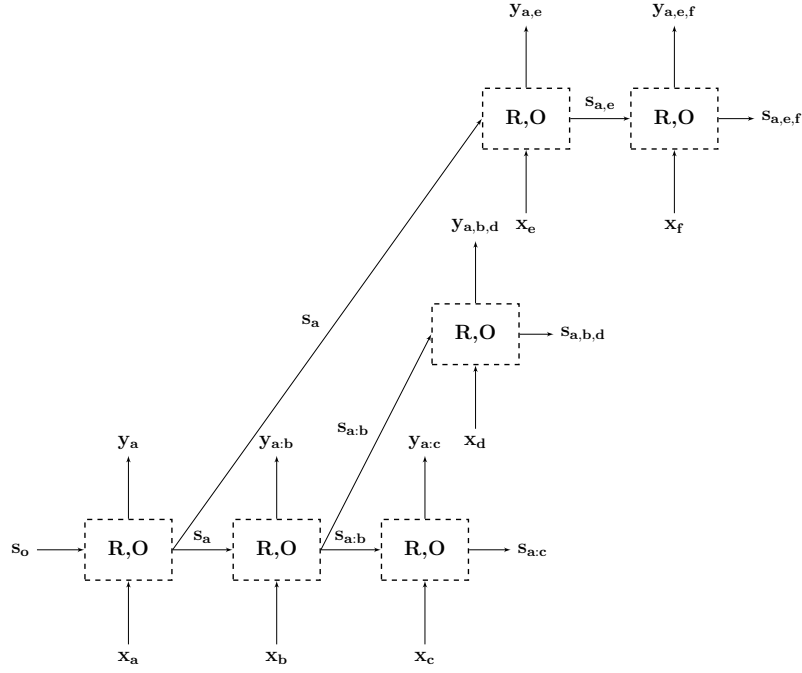 y_{a,e} y_{a,e,f}
R,O s_{a,e} R,O s_{a,e,f}
x_e x_f
y_{a,b,d}
s_a
R,O s_{a,b,d}
s_{a:b}
x_d
y_a y_{a:b} y_{a:c}
s_o R,O s_a R,O s_{a:b} R,O s_{a:c}
x_a x_b x_c